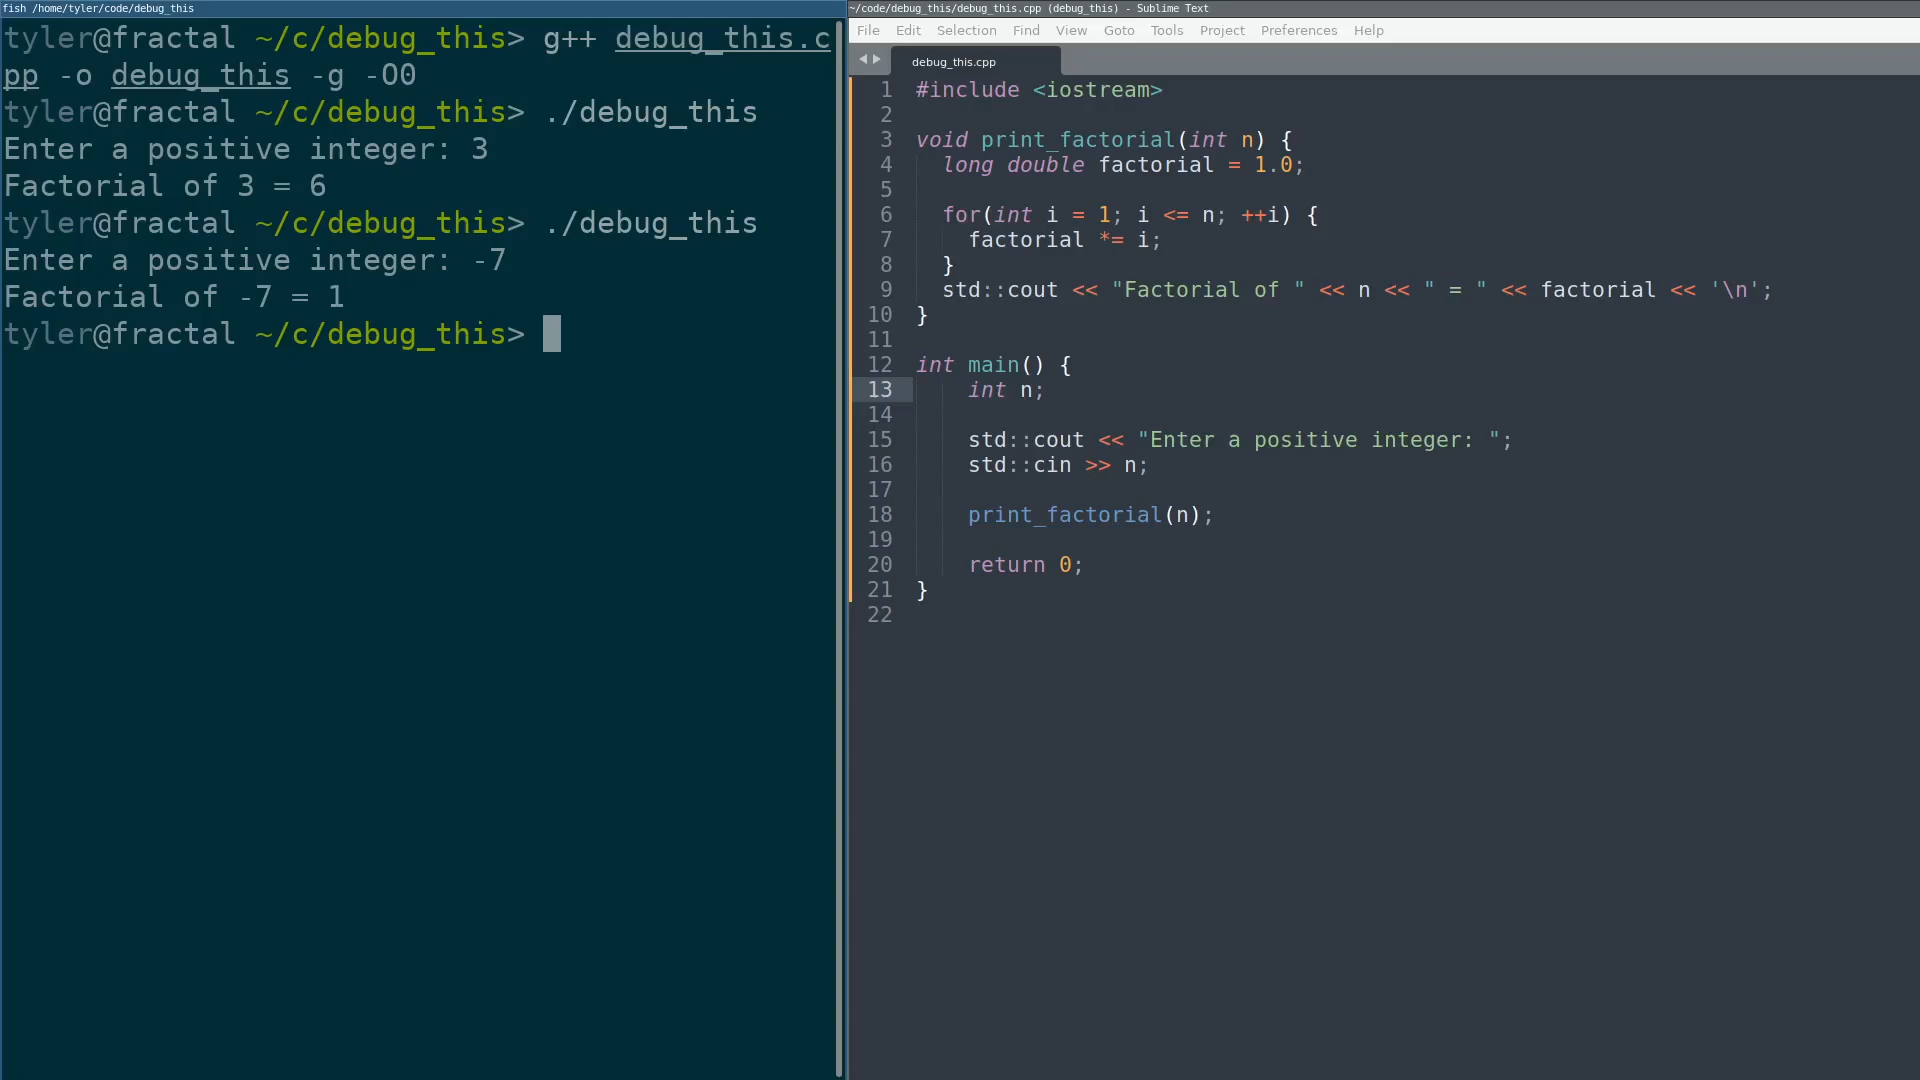 fish /home/tyler/code/debug_this
tyler@fractal ~/c/debug_this> g++ debug_this.c
pp -o debug_this -g -O0
tyler@fractal ~/c/debug_this> ./debug_this
Enter a positive integer: 3
Factorial of 3 = 6
tyler@fractal ~/c/debug_this> ./debug_this
Enter a positive integer: -7
Factorial of -7 = 1
tyler@fractal ~/c/debug_this>
~/code/debug_this/debug_this.cpp (debug_this) - Sublime Text
File Edit Selection Find View Goto Tools Project Preferences Help
debug_this.cpp
1 #include <iostream>
2
3 void print_factorial(int n) {
4   long double factorial = 1.0;
5
6   for(int i = 1; i <= n; ++i) {
7     factorial *= i;
8   }
9   std::cout << "Factorial of " << n << " = " << factorial << '\n';
10 }
11
12 int main() {
13     int n;
14
15     std::cout << "Enter a positive integer: ";
16     std::cin >> n;
17
18     print_factorial(n);
19
20     return 0;
21 }
22